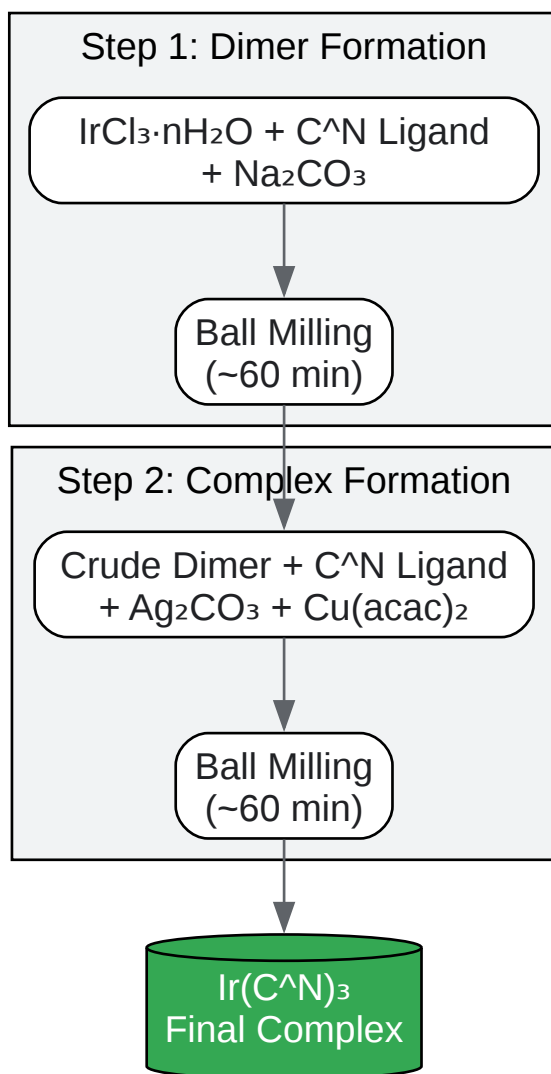 Step 1: Dimer Formation
IrCl₃·nH₂O + C^N Ligand
+ Na₂CO₃
Ball Milling
(~60 min)
Step 2: Complex Formation
Crude Dimer + C^N Ligand
+ Ag₂CO₃ + Cu(acac)₂
Ball Milling
(~60 min)
Ir(C^N)₃
Final Complex